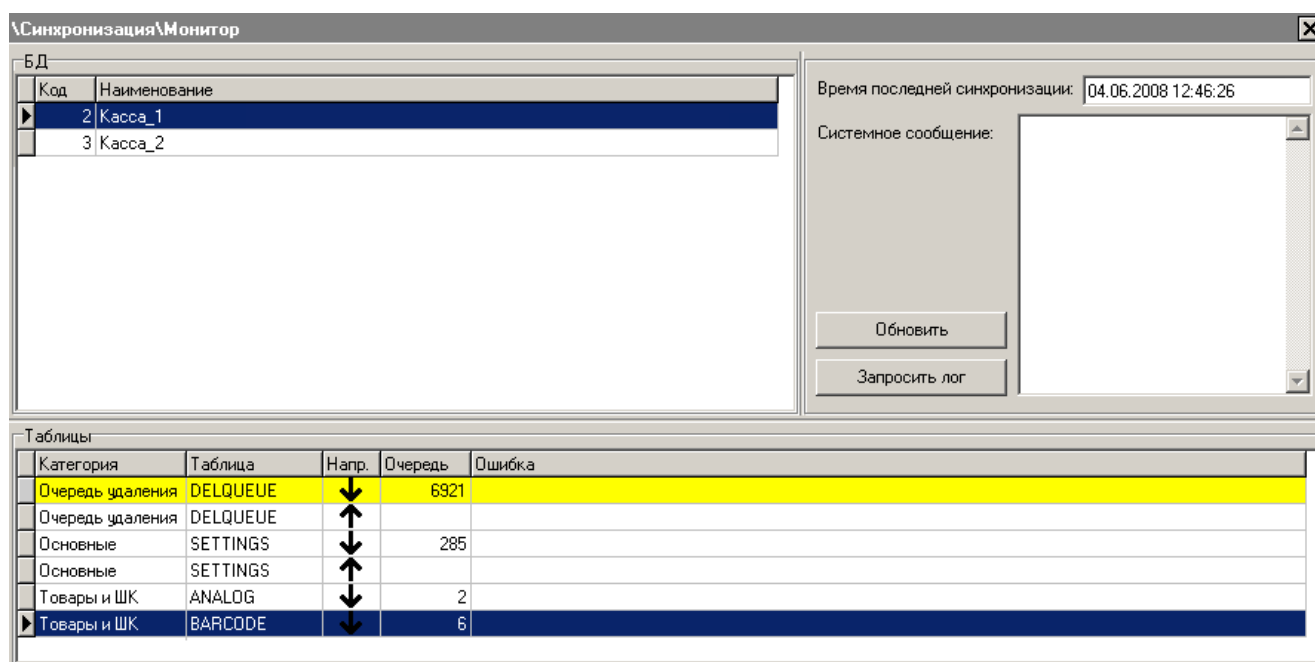 \Синхронизация\Монитор
БД
Код Наименование
2 Касса_1
3 Касса_2
Время последней синхронизации: 04.06.2008 12:46:26
Системное сообщение:
Обновить
Запросить лог
Таблицы
Категория Таблица Напр. Очередь Ошибка
Очередь удаления DELQUEUE 6921
Очередь удаления DELQUEUE
Основные SETTINGS 285
Основные SETTINGS
Товары и ШК ANALOG 2
Товары и ШК BARCODE 6